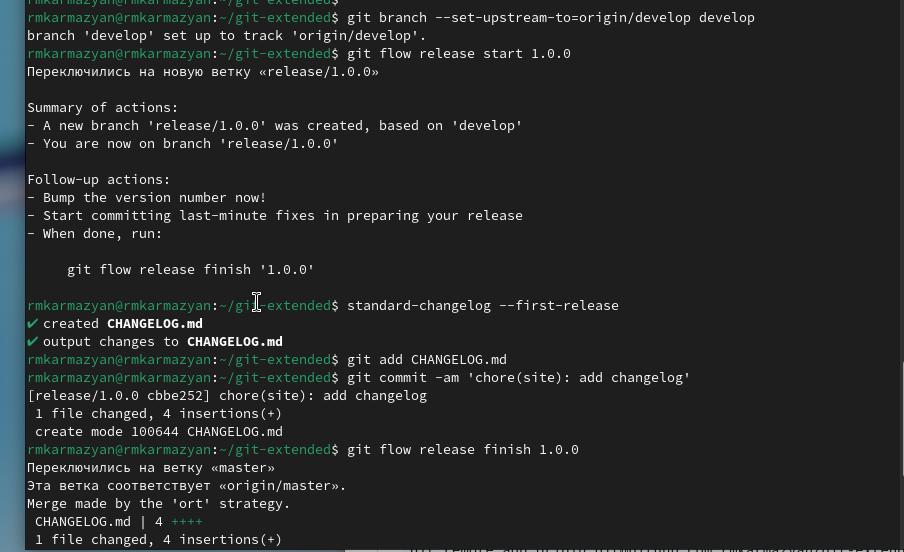 rmkarmazyan@rmkarmazyan:~/git-extended$ git branch --set-upstream-to=origin/develop develop
branch 'develop' set up to track 'origin/develop'.
rmkarmazyan@rmkarmazyan:~/git-extended$ git flow release start 1.0.0
Переключились на новую ветку «release/1.0.0»
Summary of actions:
- A new branch 'release/1.0.0' was created, based on 'develop'
- You are now on branch 'release/1.0.0'
Follow-up actions:
- Bump the version number now!
- Start committing last-minute fixes in preparing your release
- When done, run:
git flow release finish '1.0.0'
rmkarmazyan@rmkarmazyan:~/git-extended$ standard-changelog --first-release
✔ created CHANGELOG.md
✔ output changes to CHANGELOG.md
rmkarmazyan@rmkarmazyan:~/git-extended$ git add CHANGELOG.md
rmkarmazyan@rmkarmazyan:~/git-extended$ git commit -am 'chore(site): add changelog'
[release/1.0.0 cbbe252] chore(site): add changelog
1 file changed, 4 insertions(+)
create mode 100644 CHANGELOG.md
rmkarmazyan@rmkarmazyan:~/git-extended$ git flow release finish 1.0.0
Переключились на ветку «master»
Эта ветка соответствует «origin/master».
Merge made by the 'ort' strategy.
CHANGELOG.md | 4 ++++
1 file changed, 4 insertions(+)